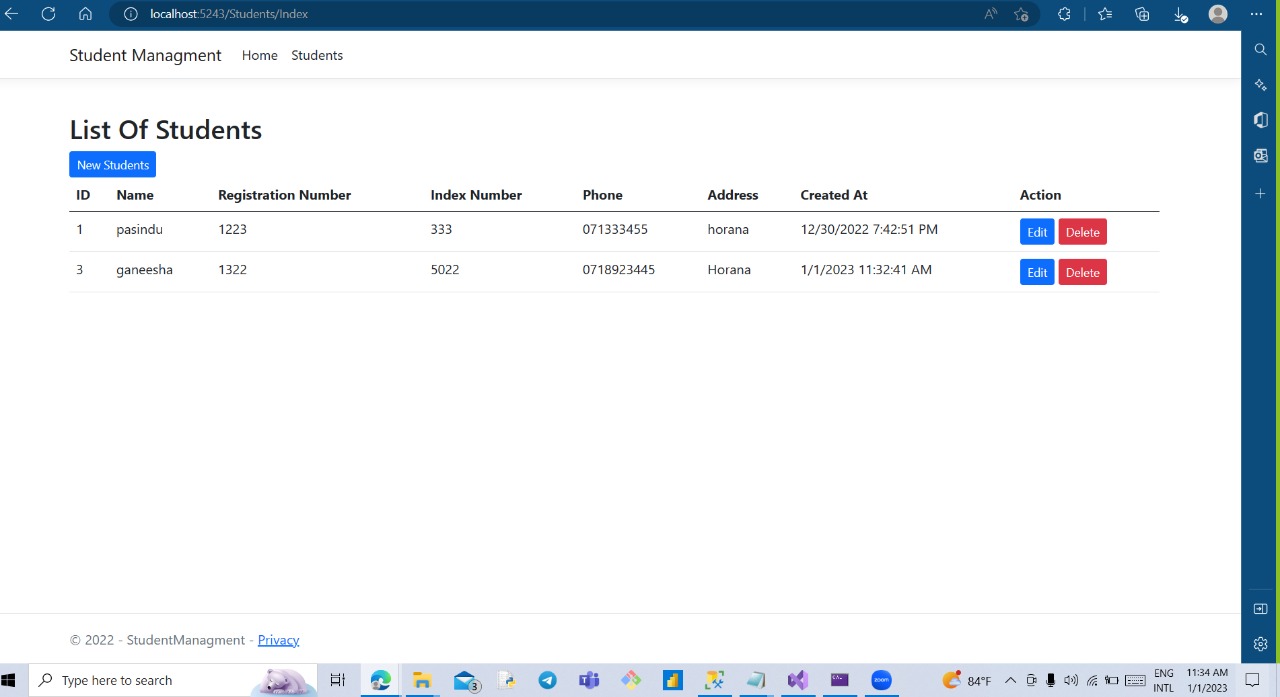 localhost:5243/Students/Index
Student Managment Home Students
List Of Students
New Students
ID Name Registration Number Index Number Phone Address Created At Action
1 pasindu 1223 333 071333455 horana 12/30/2022 7:42:51 PM Edit Delete
3 ganeesha 1322 5022 0718923445 Horana 1/1/2023 11:32:41 AM Edit Delete
© 2022 - StudentManagment - Privacy
Type here to search 3 zoom 84°F ENG 11:34 AM
INTL 1/1/2023